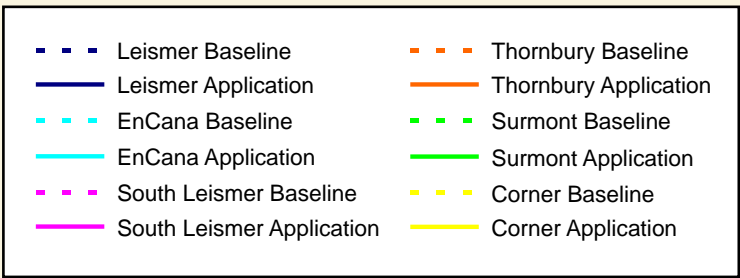 Leismer Baseline
Leismer Application
EnCana Baseline
EnCana Application
South Leismer Baseline
South Leismer Application
Thornbury Baseline
Thornbury Application
Surmont Baseline
Surmont Application
Corner Baseline
Corner Application